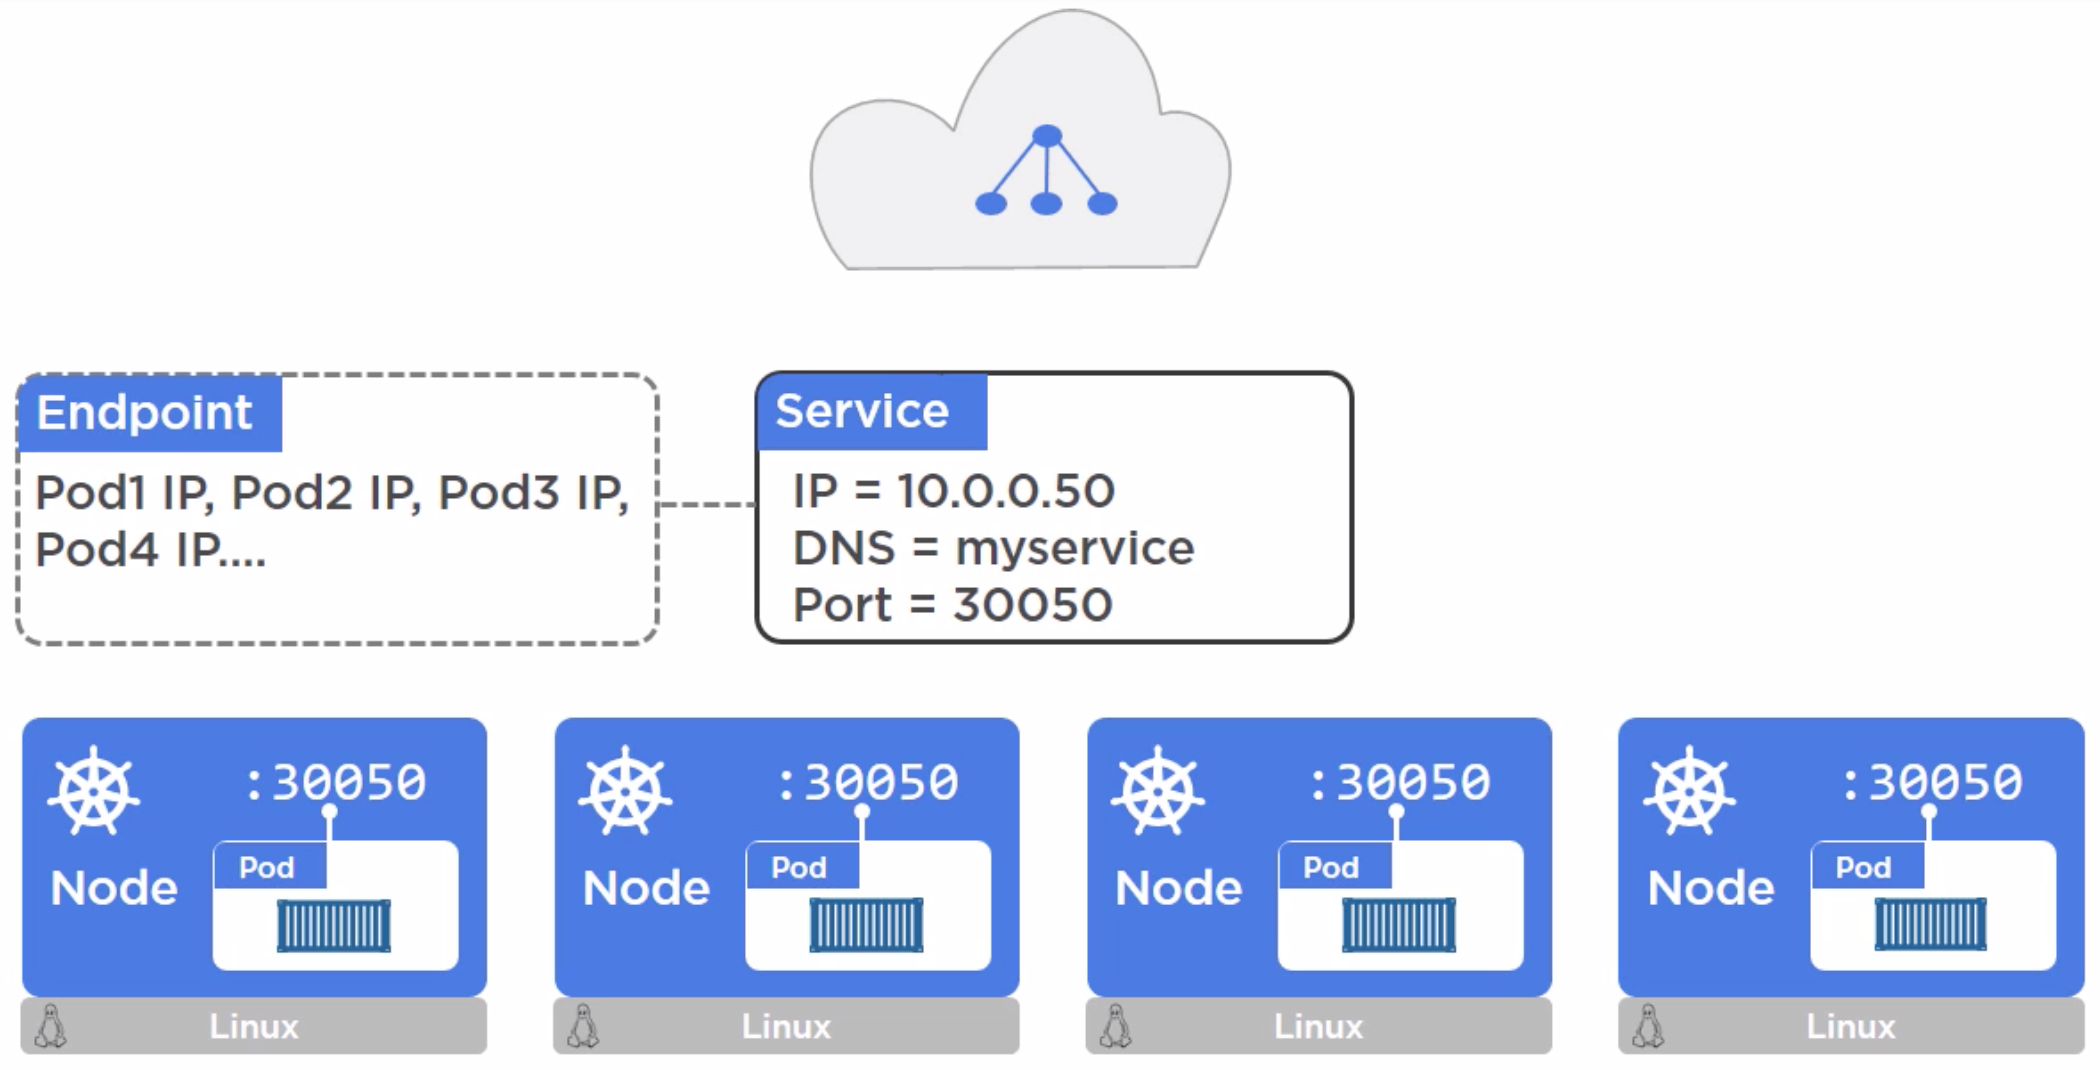 Endpoint
Pod1 IP, Pod2 IP, Pod3 IP,
Pod4 IP....
Service
IP = 10.0.0.50
DNS = myservice
Port = 30050
:30050
Node
Pod
Linux
:30050
Node
Pod
Linux
:30050
Node
Pod
Linux
:30050
Node
Pod
Linux